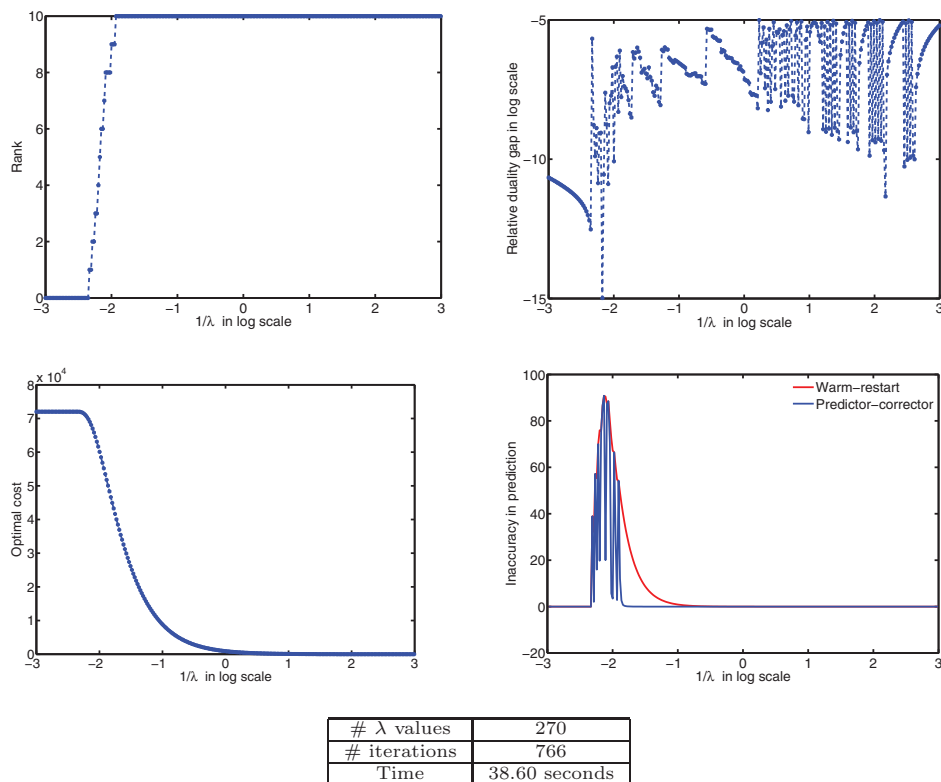 10
8
6
4
2
0
Rank
−3 −2 −1 0 1 2 3
1/λ in log scale
−5
−10
−15
Relative duality gap in log scale
−3 −2 −1 0 1 2 3
1/λ in log scale
8 x 10^4
7
6
5
4
3
2
1
0
Optimal cost
−3 −2 −1 0 1 2 3
1/λ in log scale
100
80
60
40
20
0
−20
Inaccuracy in prediction
Warm−restart
Predictor−corrector
−3 −2 −1 0 1 2 3
1/λ in log scale
# λ values 270
# iterations 766
Time 38.60 seconds